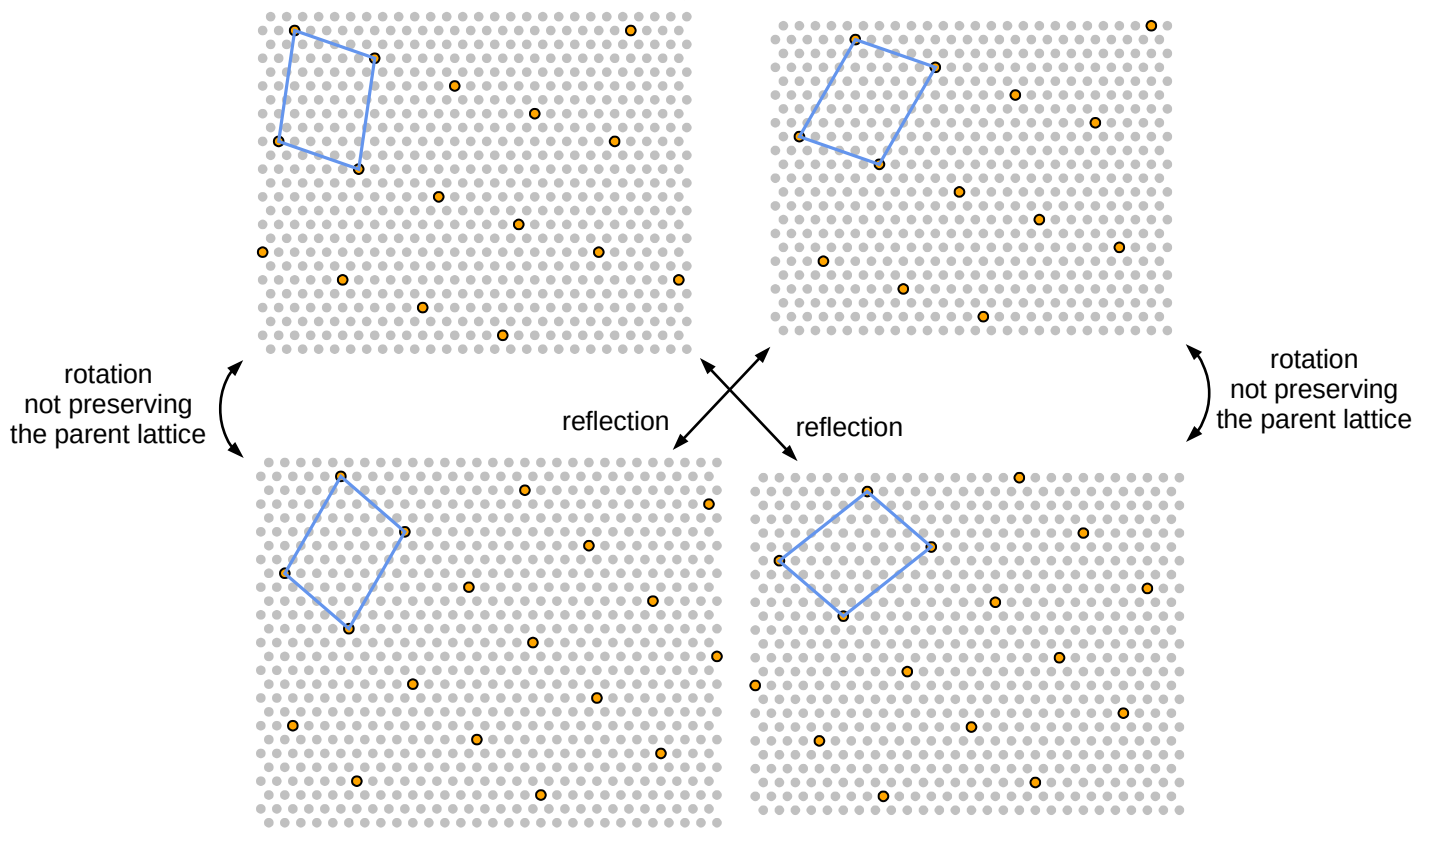 rotation
not preserving
the parent lattice
reflection
reflection
rotation
not preserving
the parent lattice